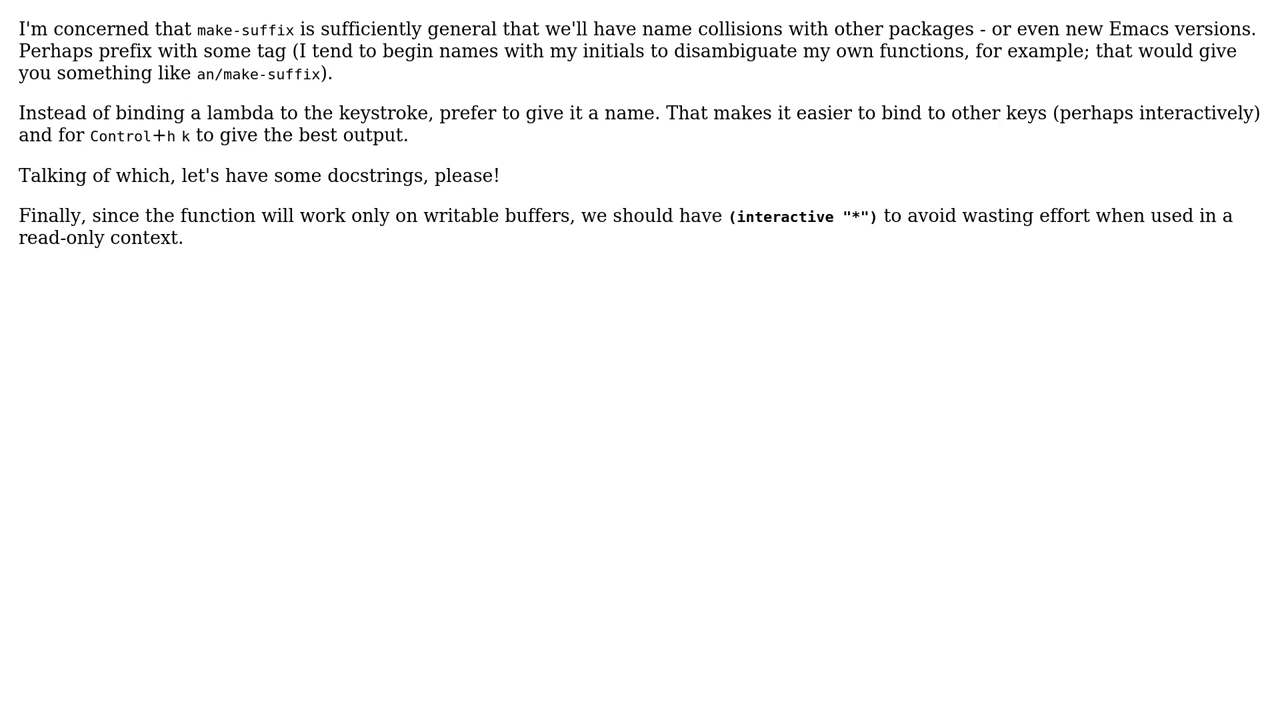 I'm concerned that make-suffix is sufficiently general that we'll have name collisions with other packages - or even new Emacs versions.
Perhaps prefix with some tag (I tend to begin names with my initials to disambiguate my own functions, for example; that would give
you something like an/make-suffix).
Instead of binding a lambda to the keystroke, prefer to give it a name. That makes it easier to bind to other keys (perhaps interactively)
and for Control+h k to give the best output.
Talking of which, let's have some docstrings, please!
Finally, since the function will work only on writable buffers, we should have (interactive "*") to avoid wasting effort when used in a
read-only context.